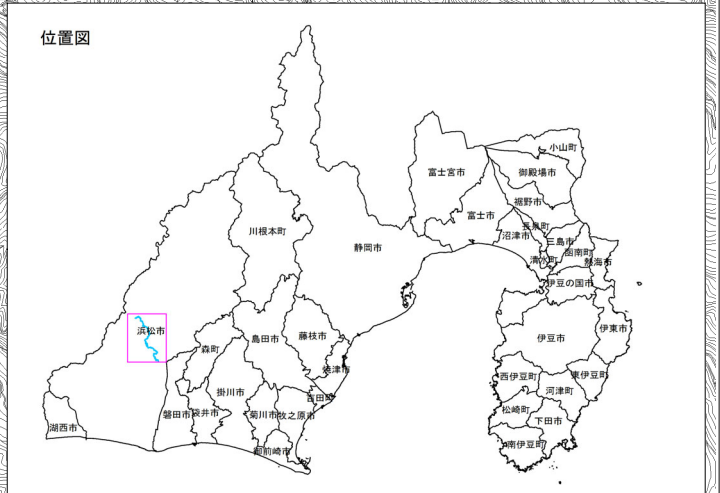 位置図
小山町
富士宮市
御殿場市
裾野市
富士市
長泉町
川根本町
沼津市
三島市
静岡市
函南町
清水町
熱海市
伊豆の国市
浜松市
伊東市
藤枝市
伊豆市
島田市
森町
焼津市
西伊豆町
東伊豆町
掛川市
河津町
吉田町
松崎町
磐田市
袋井市
菊川市
牧之原市
下田市
湖西市
南伊豆町
御前崎市